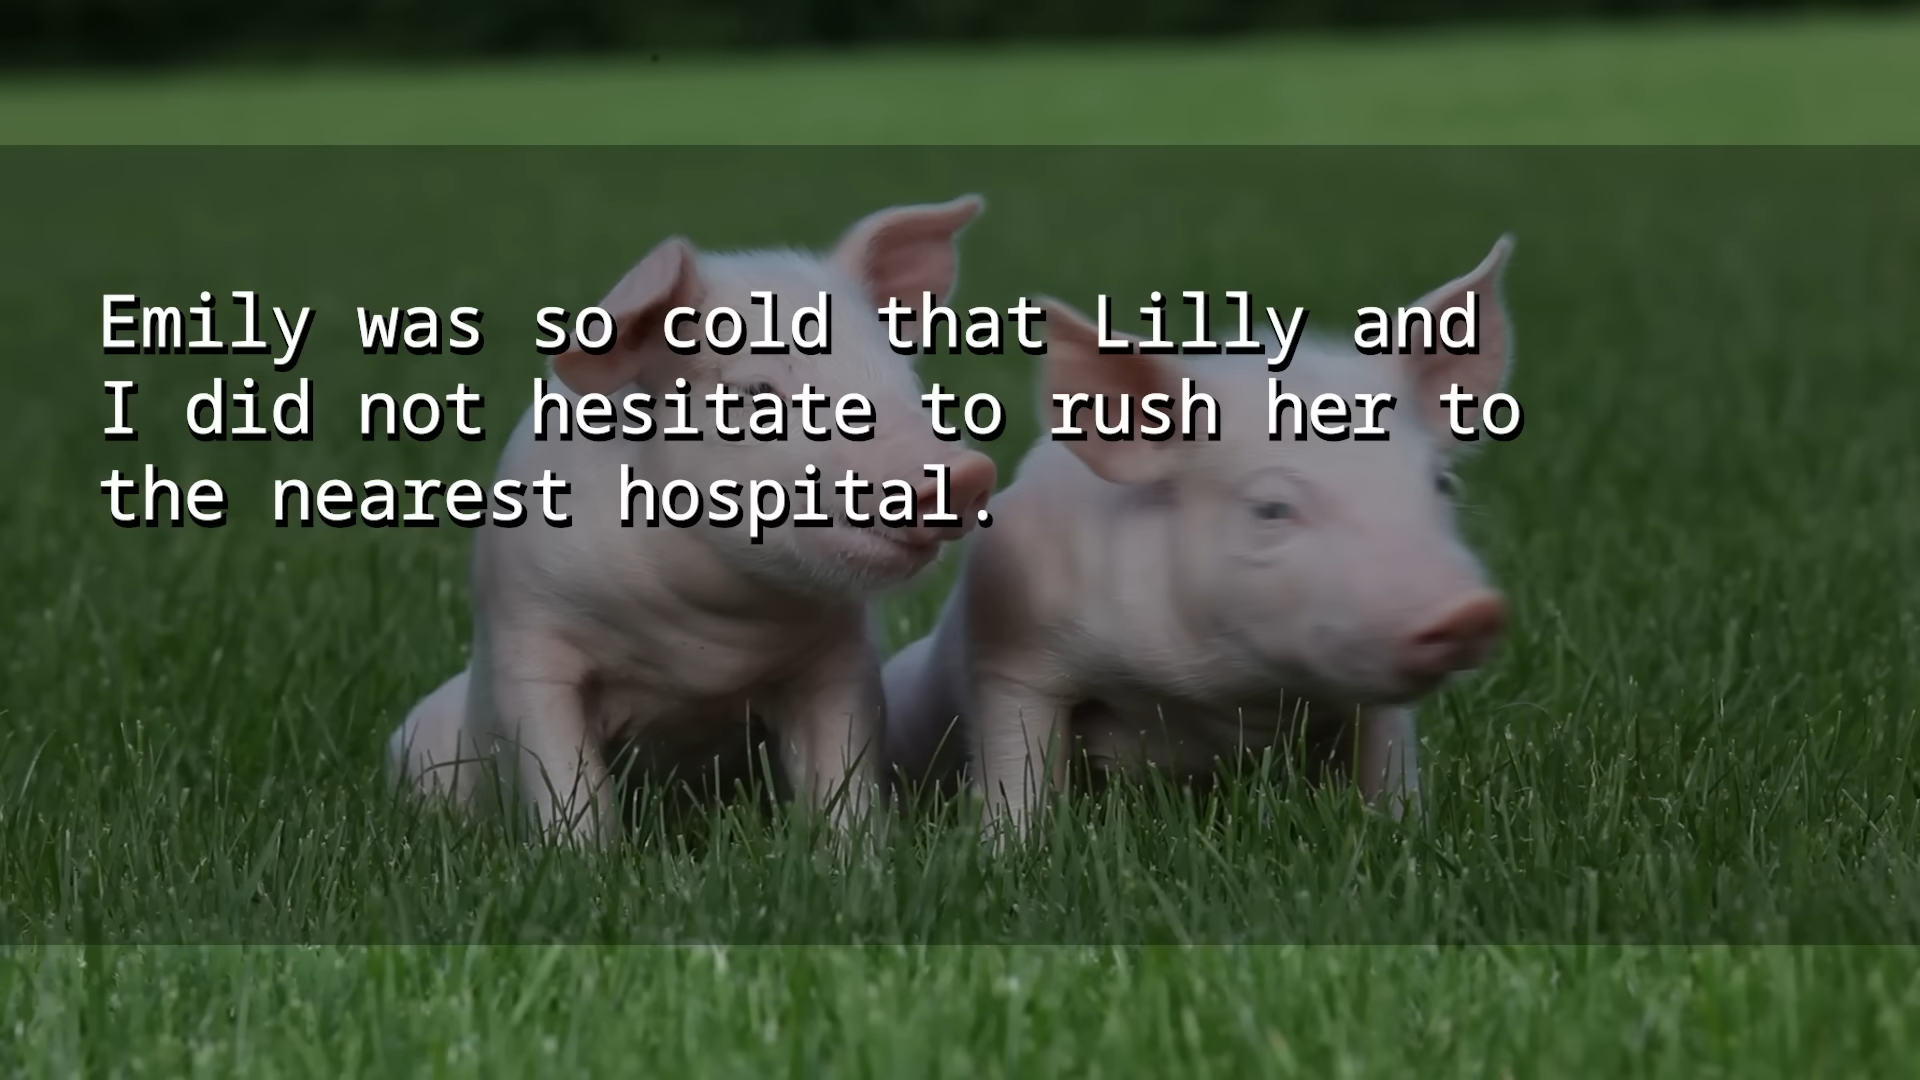 Emily was so cold that Lilly and
I did not hesitate to rush her to
the nearest hospital.